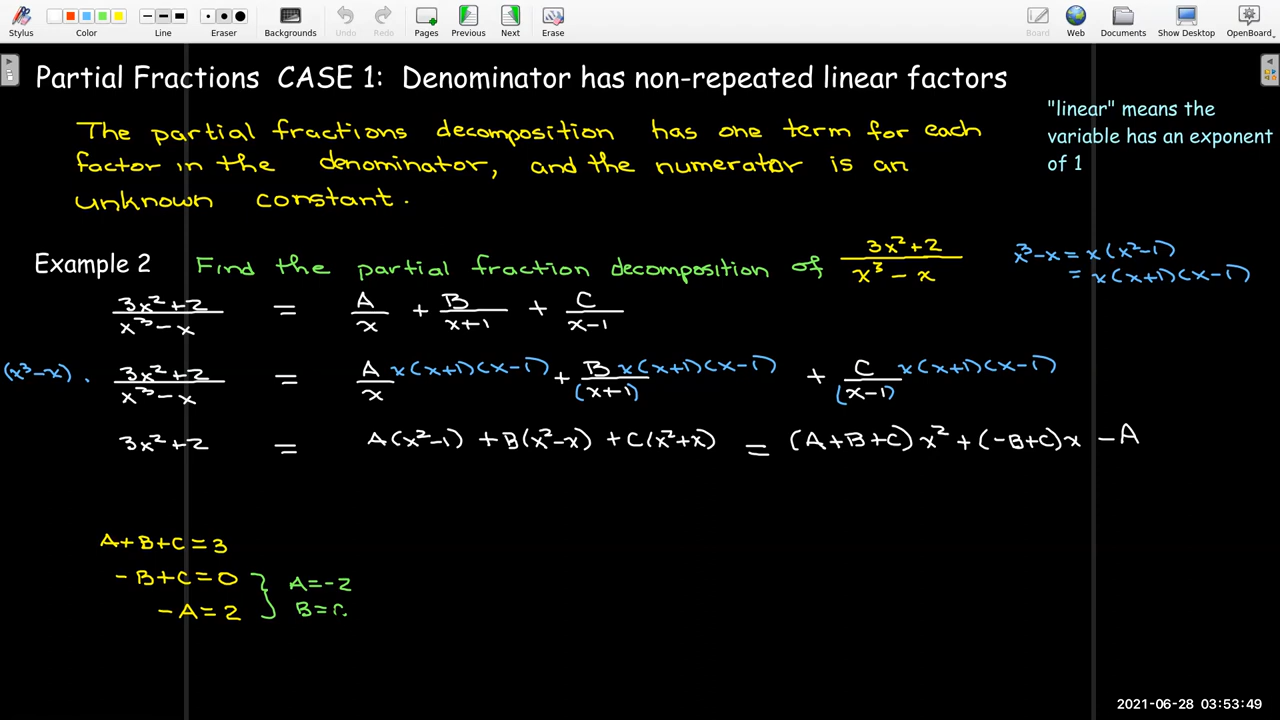 Stylus Color Line Eraser Backgrounds Undo Redo Pages Previous Next Erase Board Web Documents Show Desktop OpenBoard
Partial Fractions CASE 1: Denominator has non-repeated linear factors
"linear" means the
variable has an exponent
of 1
The partial fractions decomposition has one term for each
factor in the denominator, and the numerator is an
unknown constant.
Example 2 Find the partial fraction decomposition of (3x²+2)/(x³ - x)
x³-x = x(x²-1)
= x(x+1)(x-1)
(3x²+2)/(x³-x) = A/x + B/(x+1) + C/(x-1)
(x³-x) · (3x²+2)/(x³-x) = A/x x(x+1)(x-1) + B/(x+1) x(x+1)(x-1) + C/(x-1) x(x+1)(x-1)
3x²+2 = A(x²-1) + B(x²-x) + C(x²+x) = (A+B+C)x² + (-B+C)x - A
A+B+C=3
-B+C=0
-A=2
A=-2
B=
2021-06-28 03:53:49